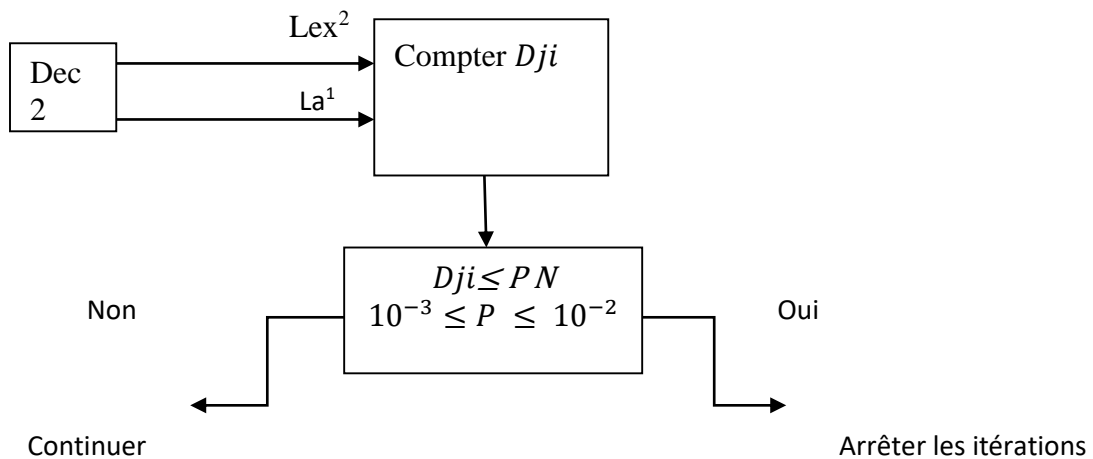 Lex²
Compter Dji
Dec
2
La¹
Dji ≤ P N
10⁻³ ≤ P ≤ 10⁻²
Non
Oui
Continuer
Arrêter les itérations